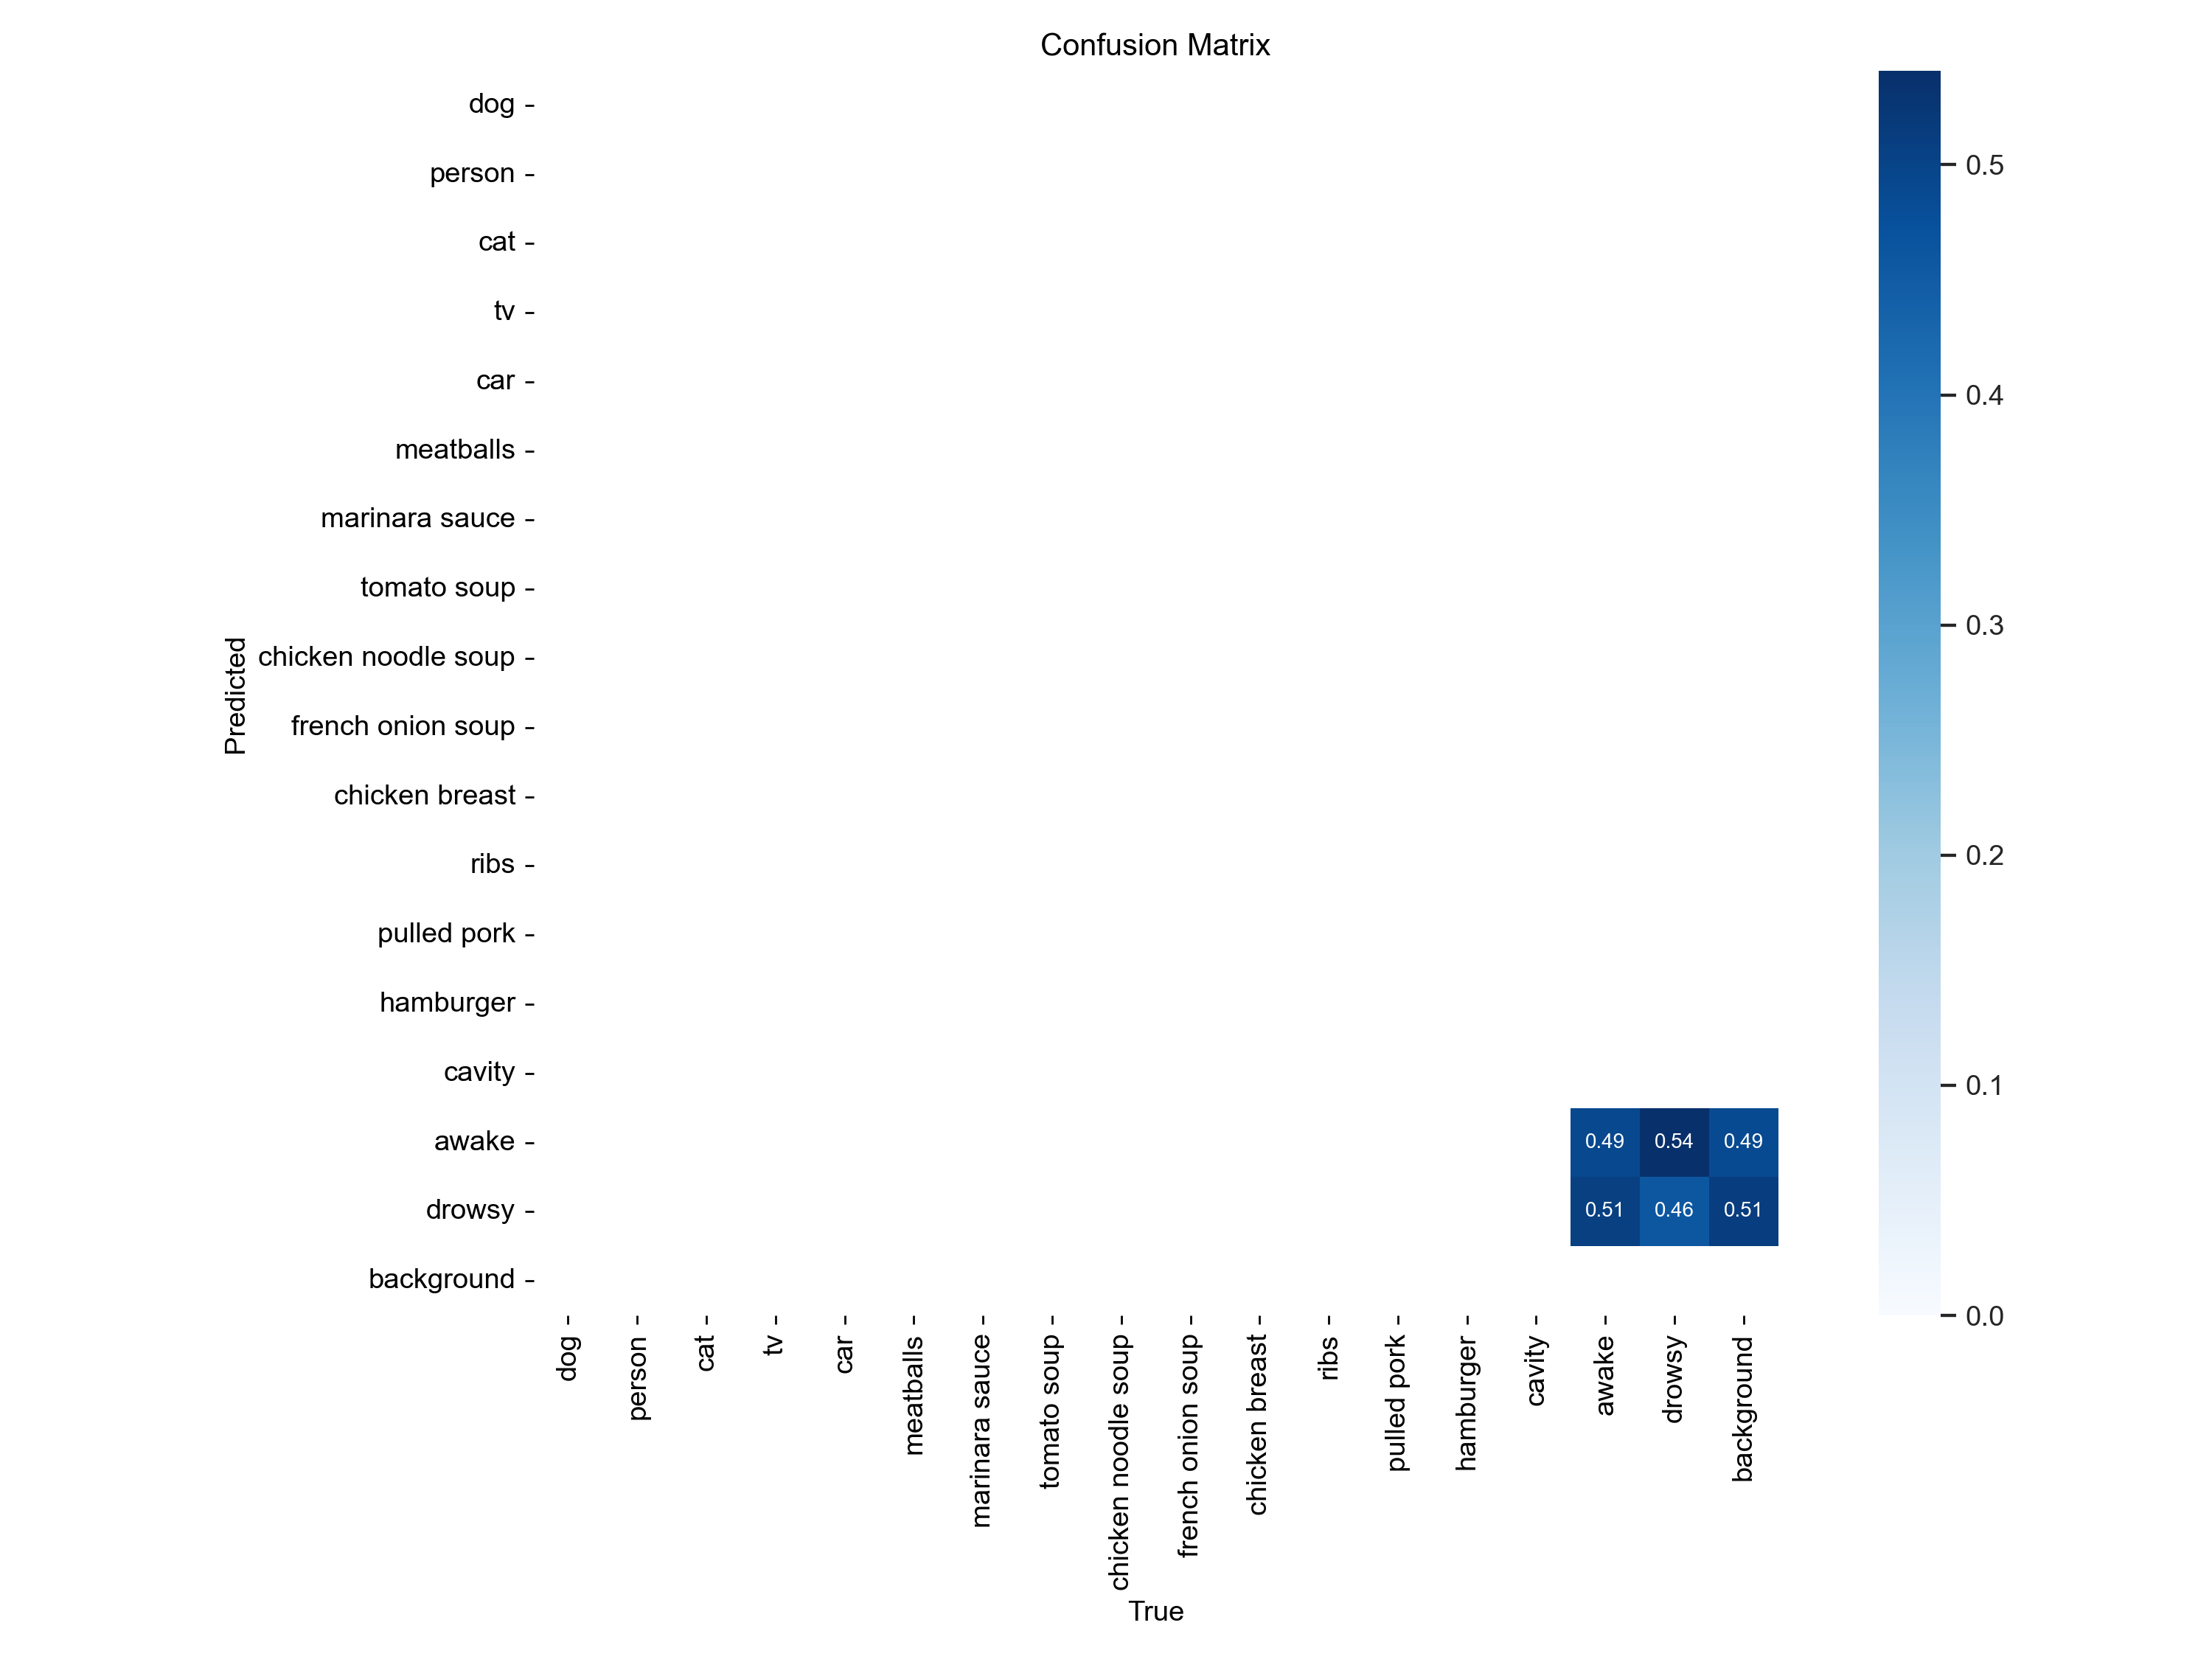 Confusion Matrix
dog
person
cat
tv
car
meatballs
marinara sauce
tomato soup
chicken noodle soup
french onion soup
chicken breast
ribs
pulled pork
hamburger
cavity
awake
drowsy
background
Predicted
0.49 0.54 0.49
0.51 0.46 0.51
dog
person
cat
tv
car
meatballs
marinara sauce
tomato soup
chicken noodle soup
french onion soup
chicken breast
ribs
pulled pork
hamburger
cavity
awake
drowsy
background
True
0.5
0.4
0.3
0.2
0.1
0.0